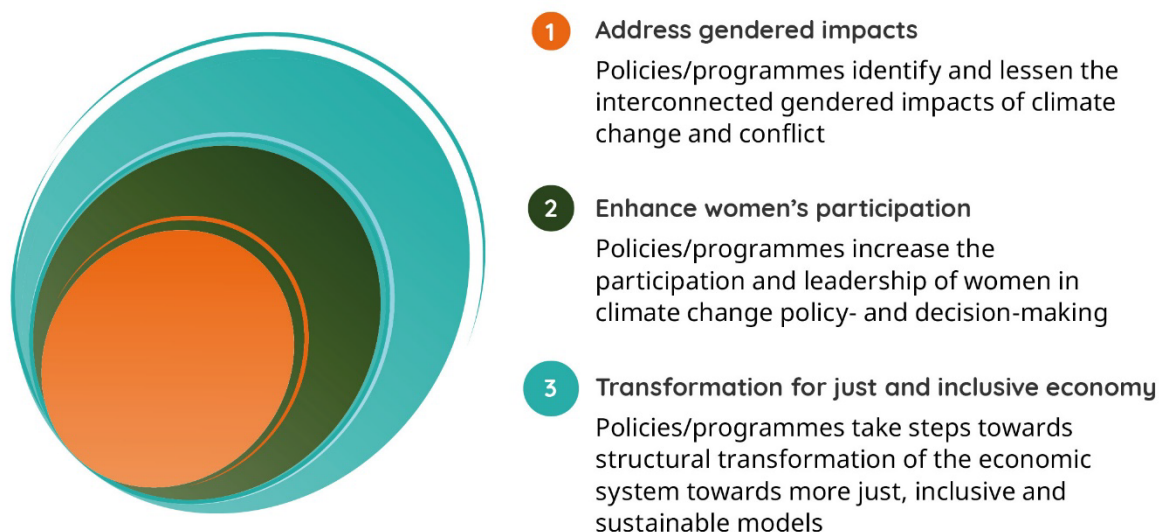 1 Address gendered impacts
Policies/programmes identify and lessen the
interconnected gendered impacts of climate
change and conflict
2 Enhance women’s participation
Policies/programmes increase the
participation and leadership of women in
climate change policy- and decision-making
3 Transformation for just and inclusive economy
Policies/programmes take steps towards
structural transformation of the economic
system towards more just, inclusive and
sustainable models